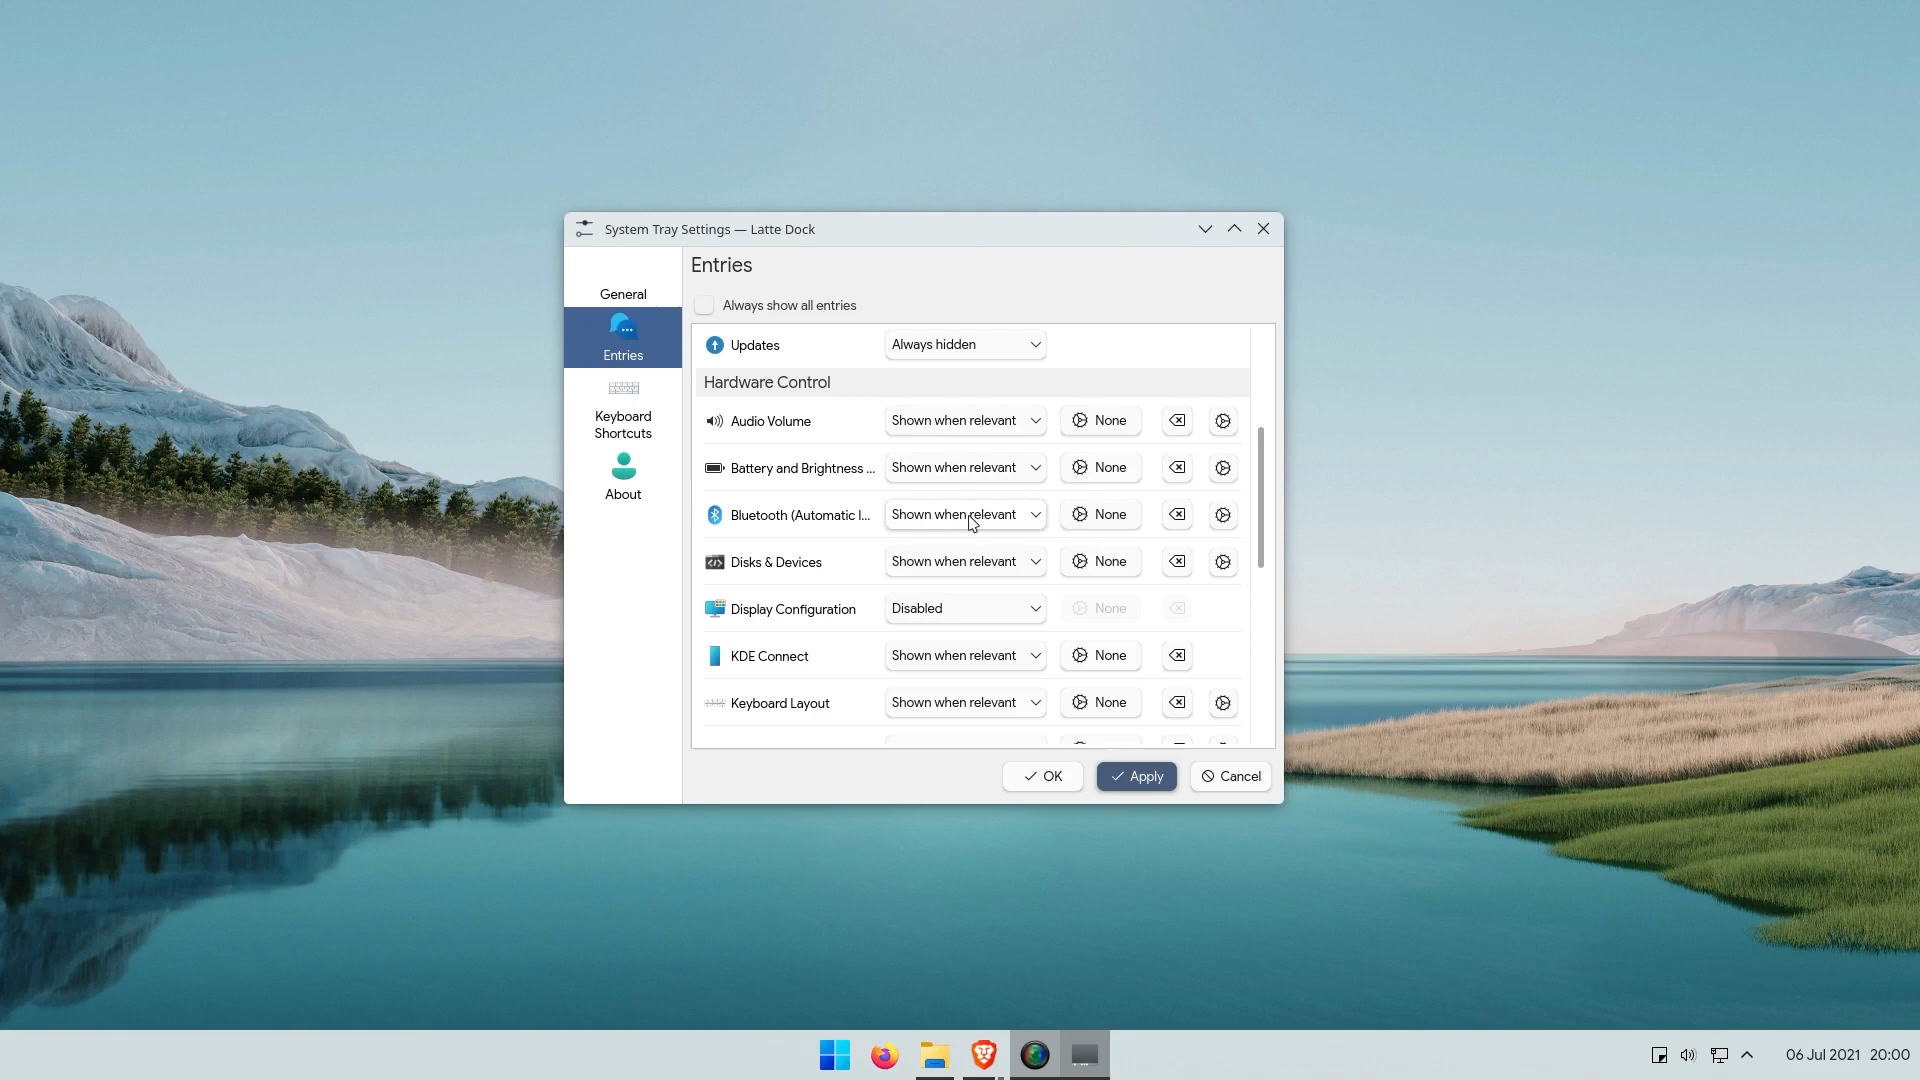 System Tray Settings — Latte Dock
General
Entries
Keyboard
Shortcuts
About
Entries
Always show all entries
Updates Always hidden
Hardware Control
Audio Volume Shown when relevant None
Battery and Brightness ... Shown when relevant None
Bluetooth (Automatic I... Shown when relevant None
Disks & Devices Shown when relevant None
Display Configuration Disabled None
KDE Connect Shown when relevant None
Keyboard Layout Shown when relevant None
OK Apply Cancel
06 Jul 2021 20:00